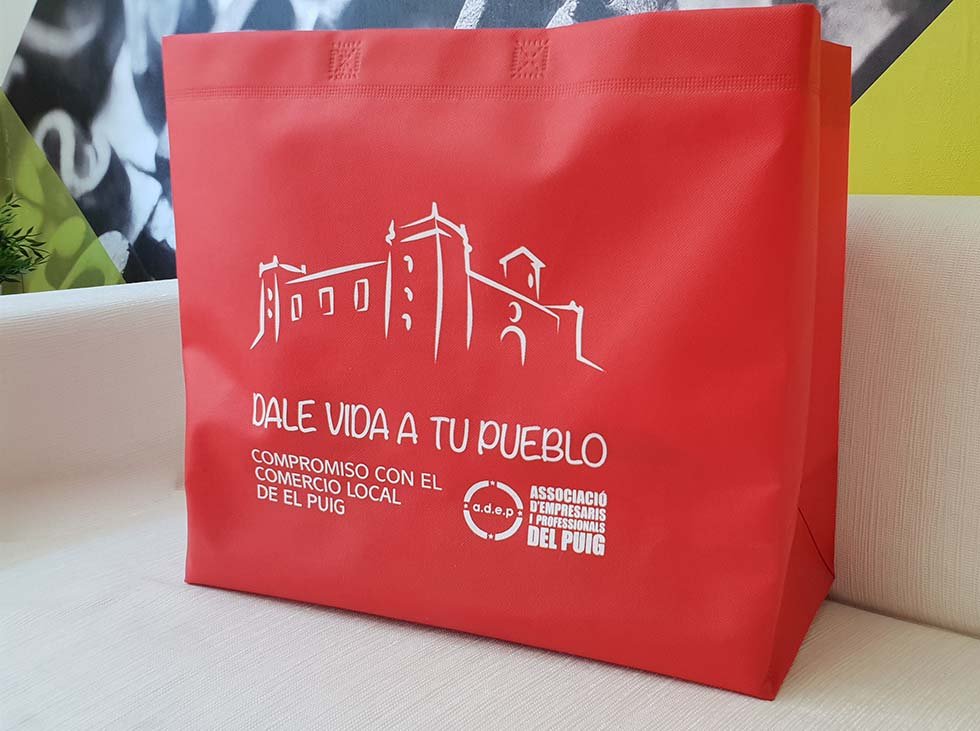 DALE VIDA A TU PUEBLO
COMPROMISO CON EL
COMERCIO LOCAL
DE EL PUIG
a.d.e.p
ASSOCIACIÓ
D'EMPRESARIS
I PROFESSIONALS
DEL PUIG